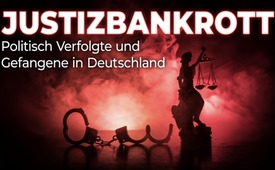 JUSTIZBANKROTT
Politisch Verfolgte und
Gefangene in Deutschland